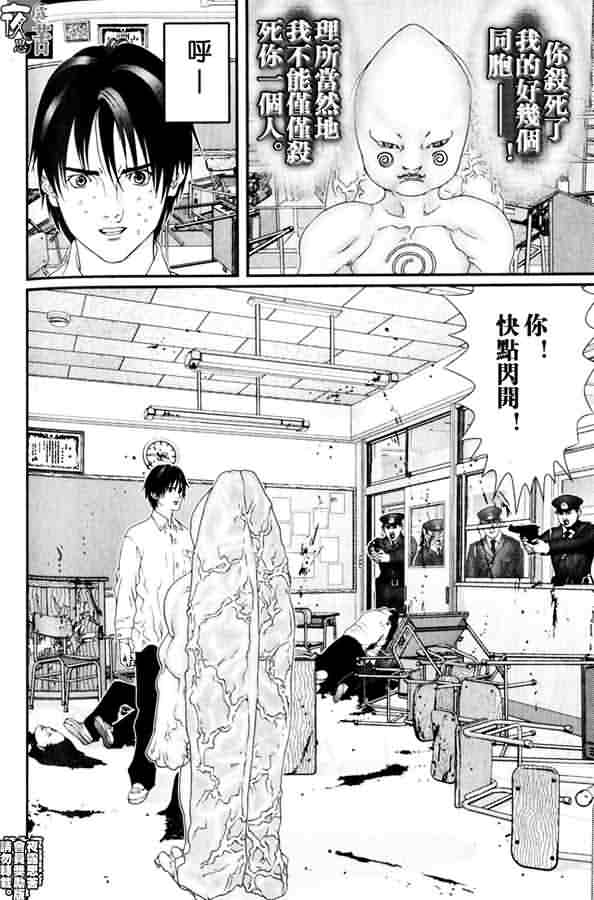 你殺死了
我的好幾個
同胞——！
理所當然地
我不能僅僅殺
死你一個人。
呼—
你！
快點閃開！